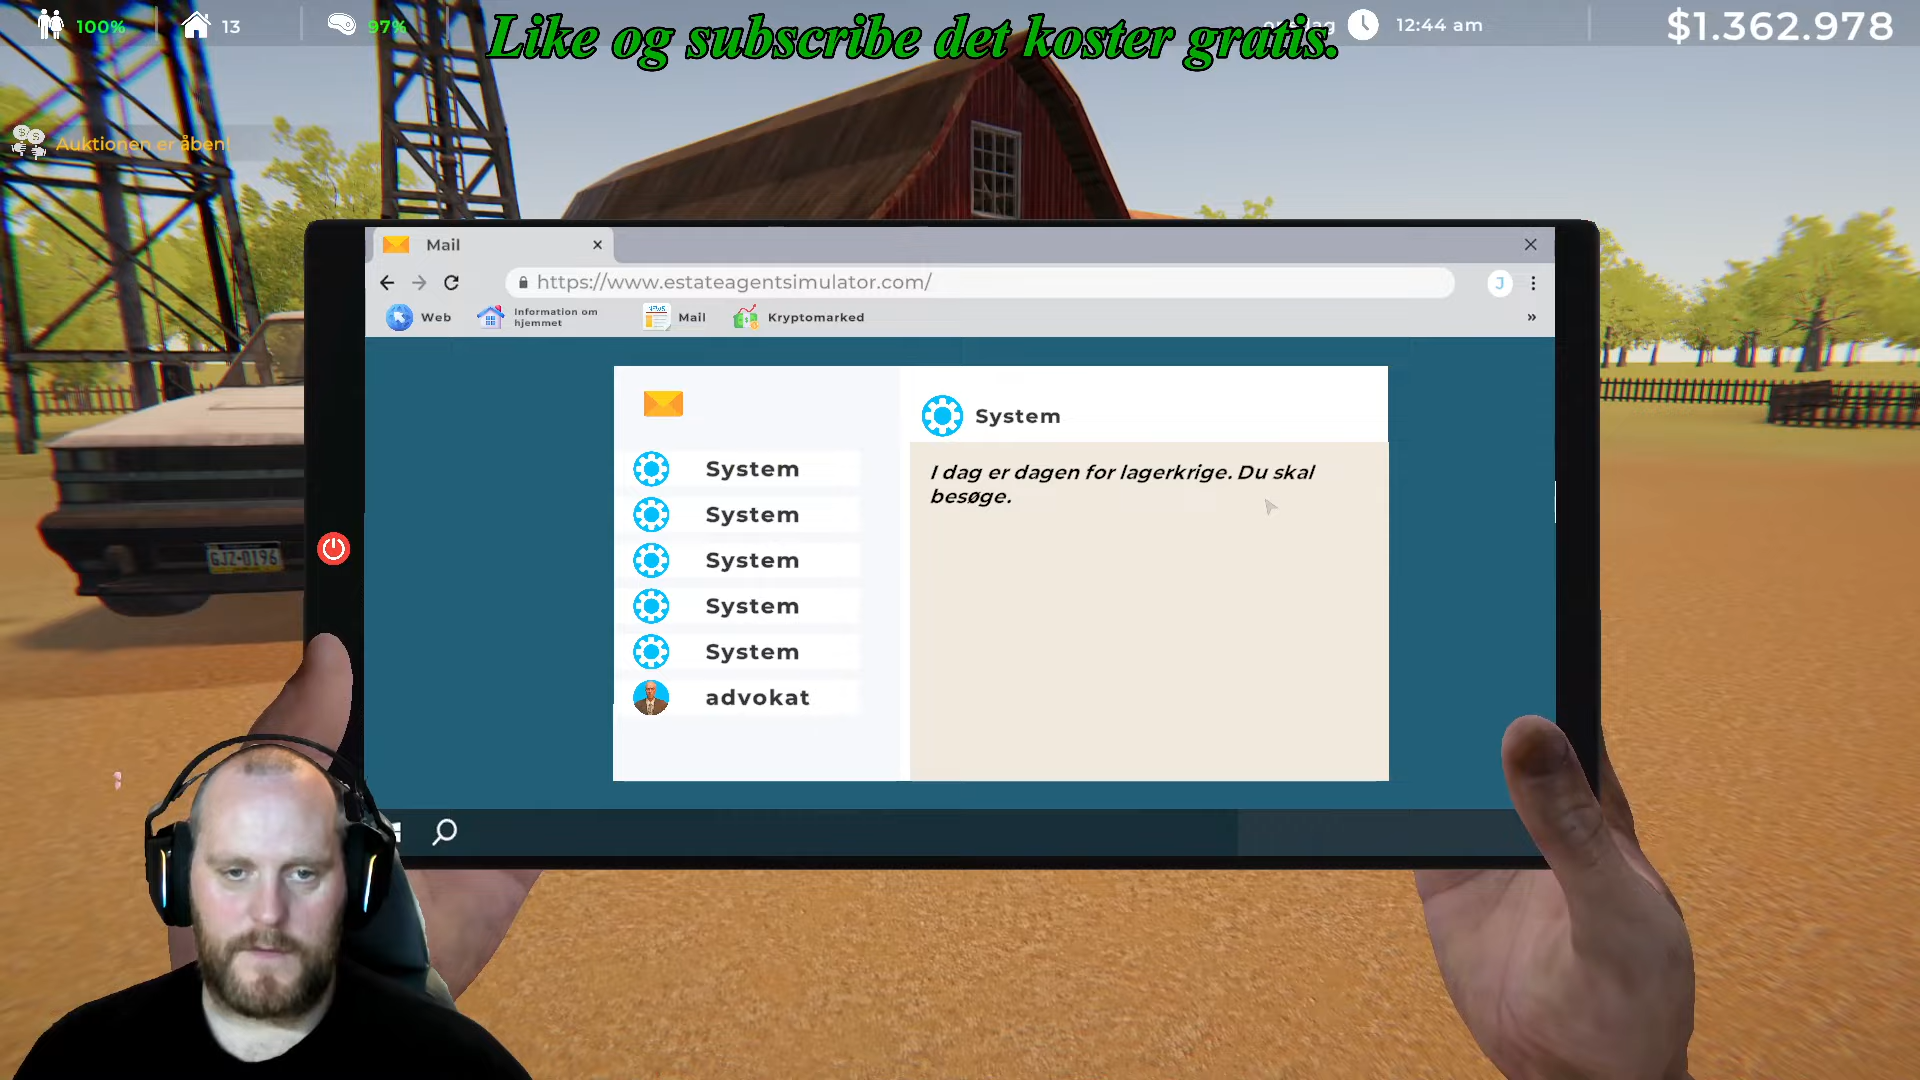 100%
13
97%
Like og subscribe det koster gratis.
12:44 am
$1.362.978
Auktionen er åben!
Mail
https://www.estateagentsimulator.com/
J
Web
Information om
hjemmet
NEWS
Mail
Kryptomarked
»
System
System
System
System
System
advokat
System
I dag er dagen for lagerkrige. Du skal
besøge.
GJZ-0196